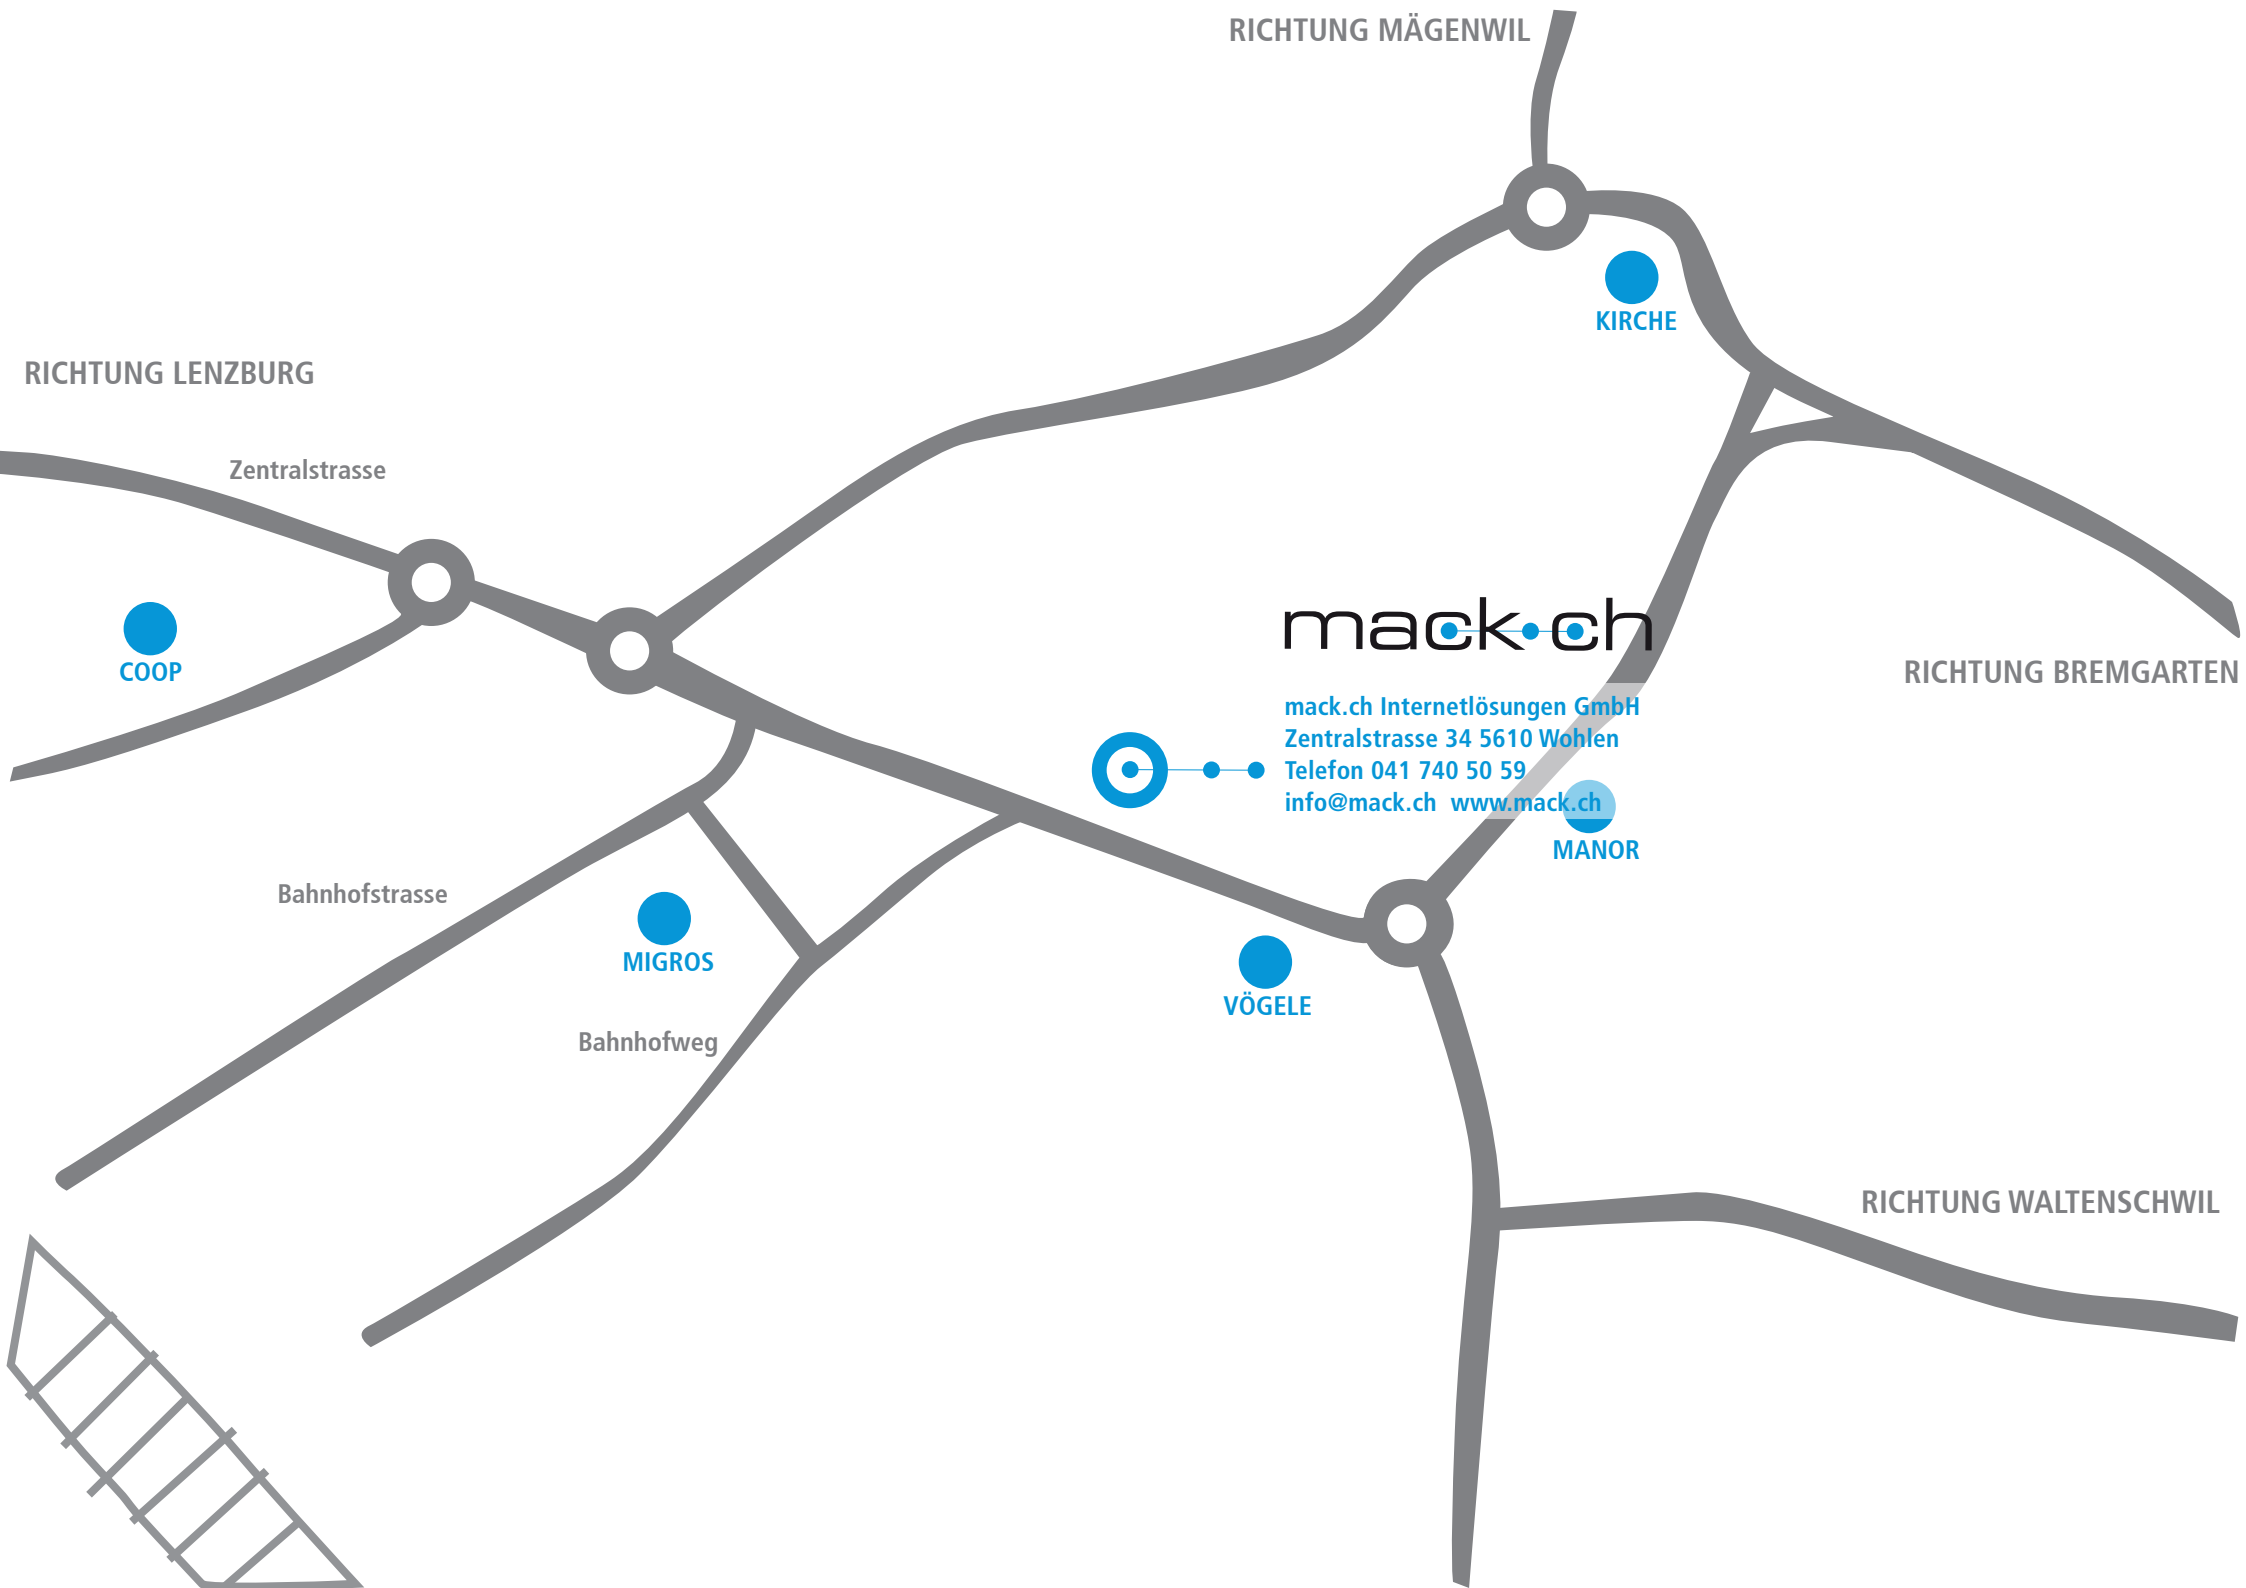 RICHTUNG MÄGENWIL
KIRCHE
RICHTUNG LENZBURG
Zentralstrasse
mack.ch
COOP
RICHTUNG BREMGARTEN
mack.ch Internetlösungen GmbH
Zentralstrasse 34 5610 Wohlen
Telefon 041 740 50 59
info@mack.ch www.mack.ch
MANOR
Bahnhofstrasse
MIGROS
VÖGELE
Bahnhofweg
RICHTUNG WALTENSCHWIL